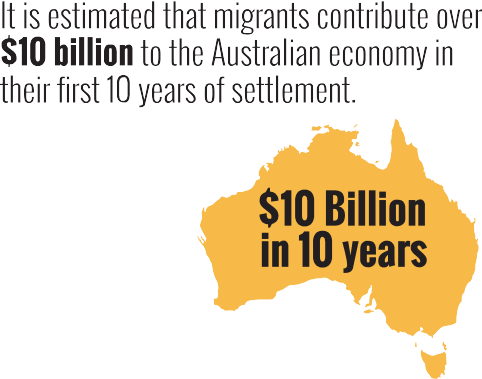 It is estimated that migrants contribute over
$10 billion to the Australian economy in
their first 10 years of settlement.
$10 Billion
in 10 years